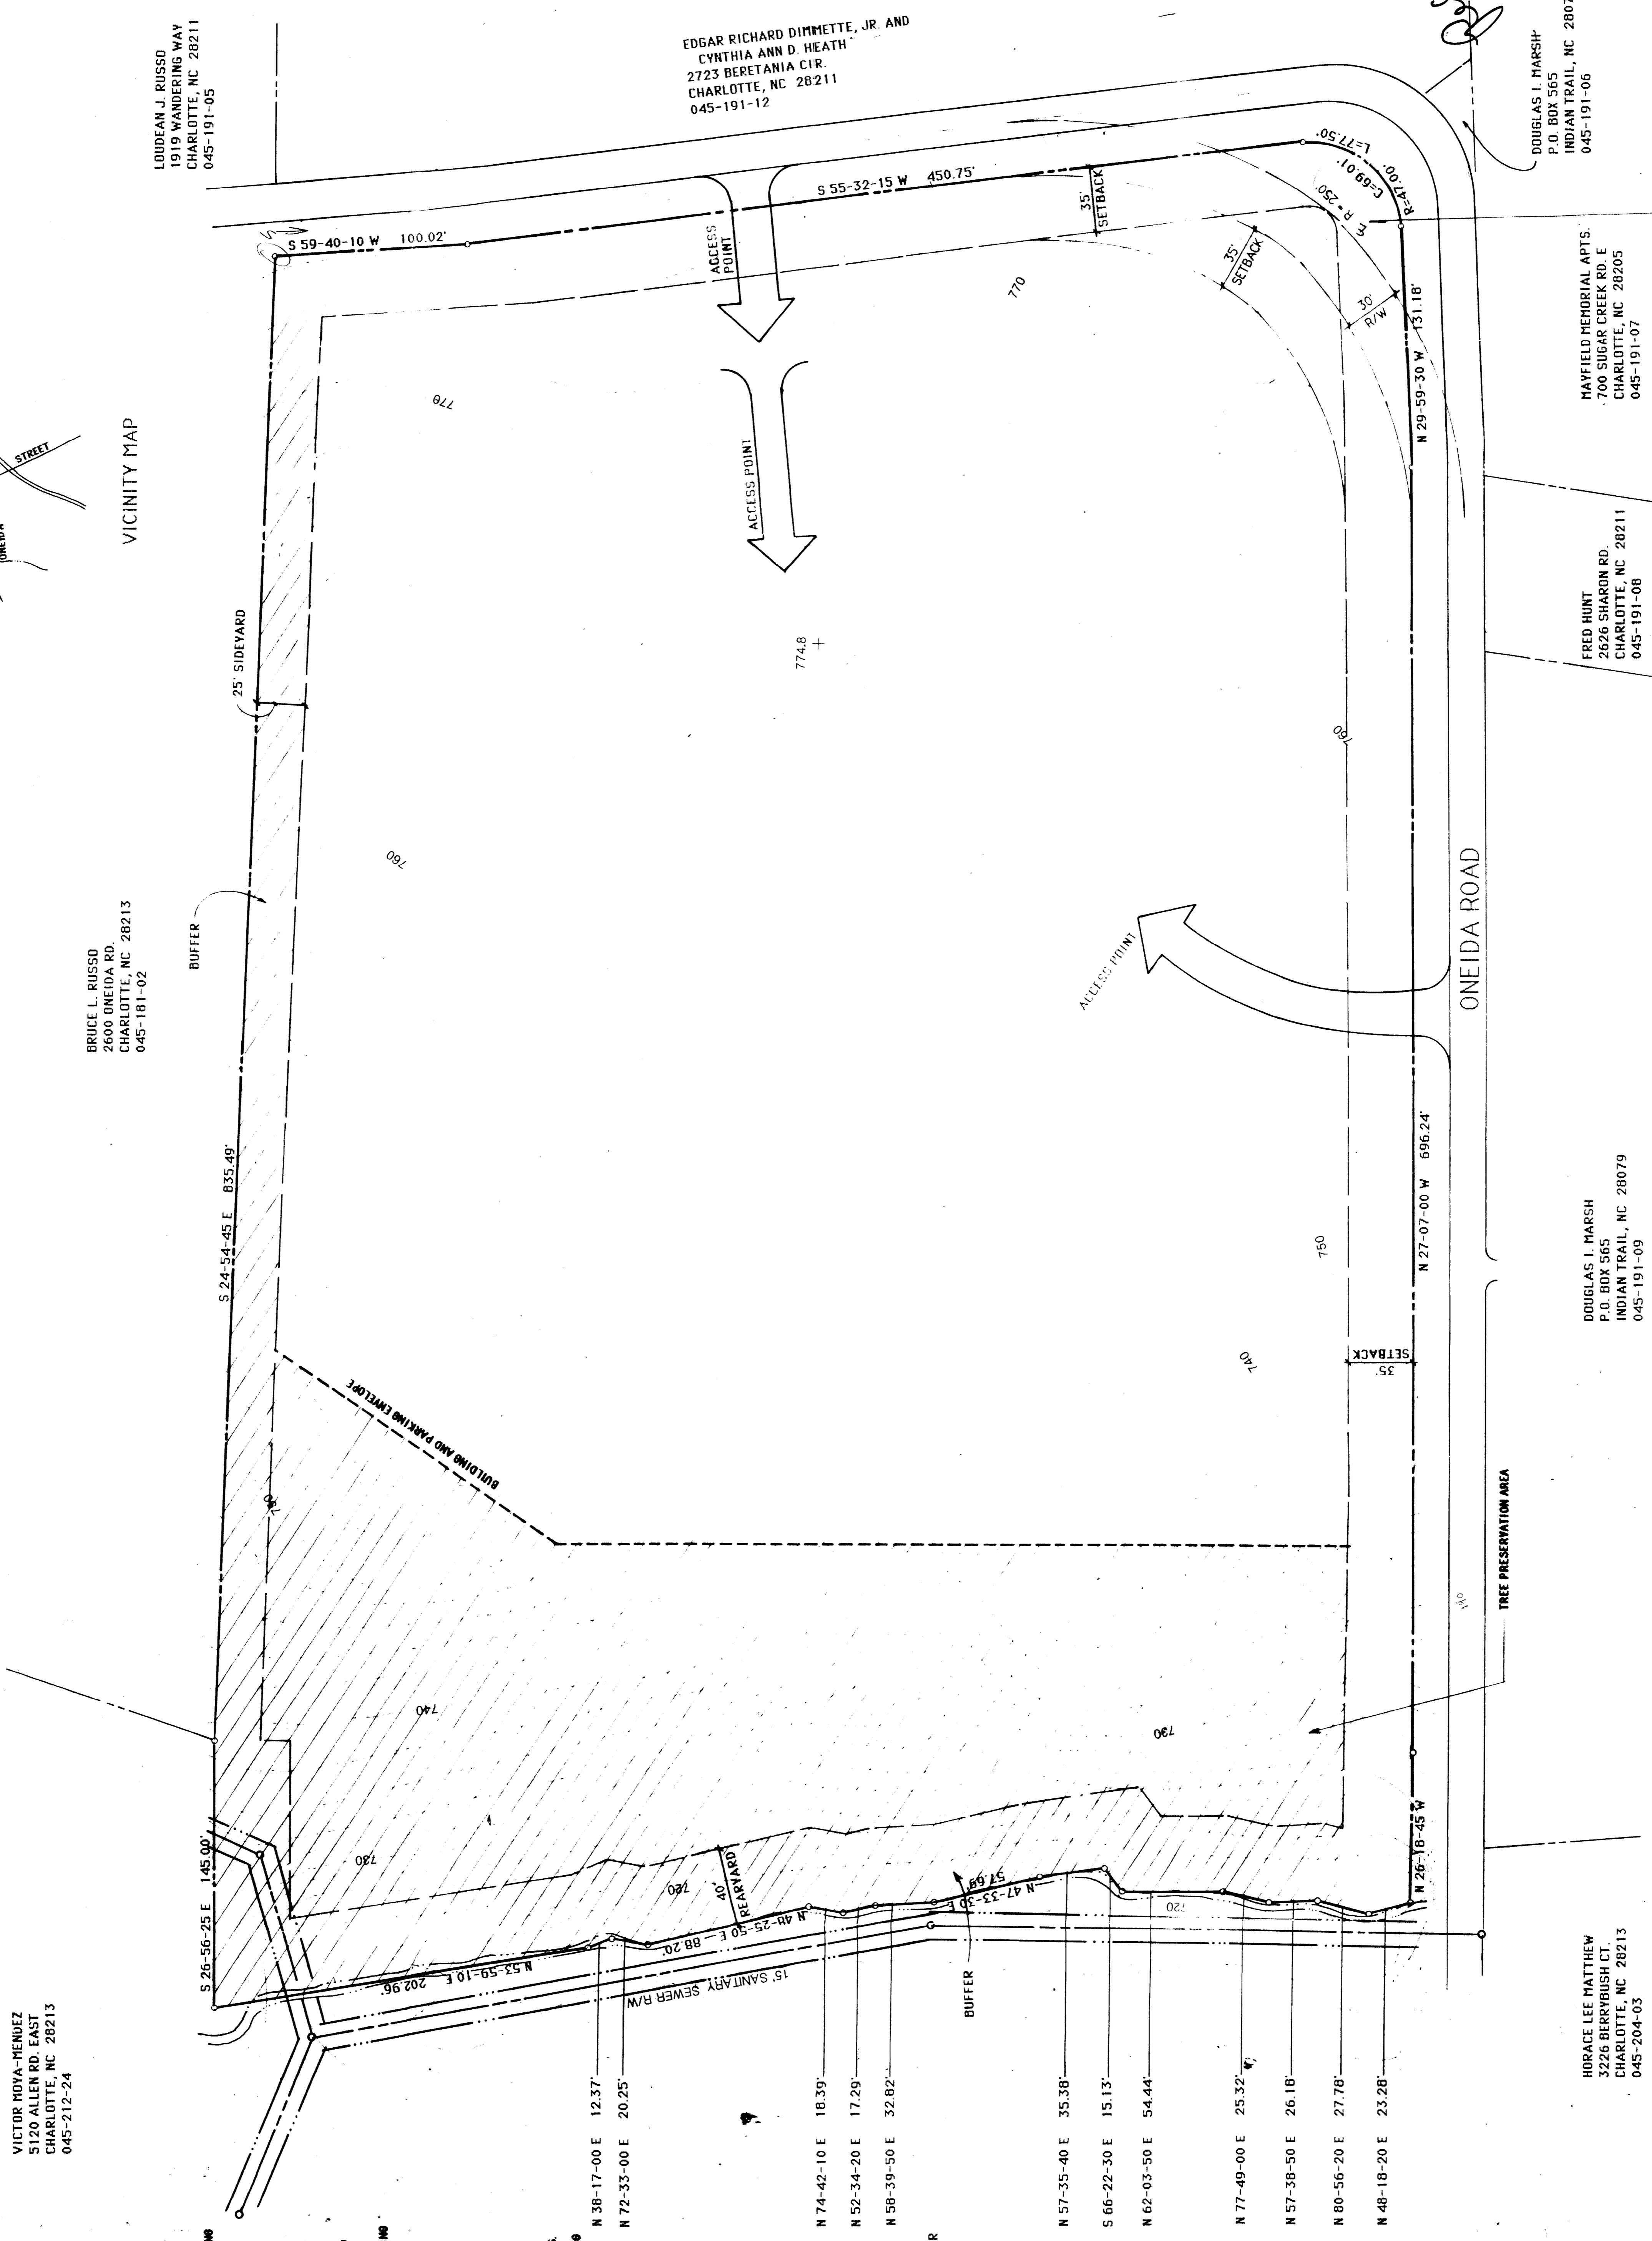 LOUDEAN J. RUSSO
1919 WANDERING WAY
CHARLOTTE, NC 28211
045-191-05
EDGAR RICHARD DIMMETTE, JR. AND
CYNTHIA ANN D. HEATH
2723 BERETANIA CIR.
CHARLOTTE, NC 28211
045-191-12
DOUGLAS I. MARSH
P.O. BOX 565
INDIAN TRAIL, NC 2807
045-191-06
STREET
ONEIDA
VICINITY MAP
S 59-40-10 W 100.02'
S 55-32-15 W 450.75'
ACCESS
POINT
35'
SETBACK
L=77.50'
C=69.01'
R=47.00'
R = 250'
35'
SETBACK
30'
R/W
770
770
N 29-59-30 W 131.18'
MAYFIELD MEMORIAL APTS.
700 SUGAR CREEK RD. E
CHARLOTTE, NC 28205
045-191-07
ACCESS POINT
FRED HUNT
2626 SHARON RD.
CHARLOTTE, NC 28211
045-191-08
25' SIDEYARD
774.8
760
760
BRUCE L. RUSSO
2600 ONEIDA RD.
CHARLOTTE, NC 28213
045-181-02
BUFFER
ACCESS POINT
ONEIDA ROAD
S 24-54-45 E 835.49'
N 27-07-00 W 696.24'
750
740
DOUGLAS I. MARSH
P.O. BOX 565
INDIAN TRAIL, NC 28079
045-191-09
35'
SETBACK
BUILDING AND PARKING ENVELOPE
750
TREE PRESERVATION AREA
740
730
730
720
720
40'
REARYARD
S 26-56-25 E 145.00'
N 26-18-45 W
N 53-59-10 E 202.96'
N 48-25-50 E 88.20'
N 47-33-30 E
57.69'
15' SANITARY SEWER R/W
BUFFER
VICTOR MOYA-MENDEZ
5120 ALLEN RD. EAST
CHARLOTTE, NC 28213
045-212-24
HORACE LEE MATTHEW
3226 BERRYBUSH CT.
CHARLOTTE, NC 28213
045-204-03
N 38-17-00 E 12.37'
N 72-33-00 E 20.25'
N 74-42-10 E 18.39'
N 52-34-20 E 17.29'
N 58-39-50 E 32.82'
N 57-35-40 E 35.38'
S 66-22-30 E 15.13'
N 62-03-50 E 54.44'
N 77-49-00 E 25.32'
N 57-38-50 E 26.18'
N 80-56-20 E 27.78'
N 48-18-20 E 23.28'